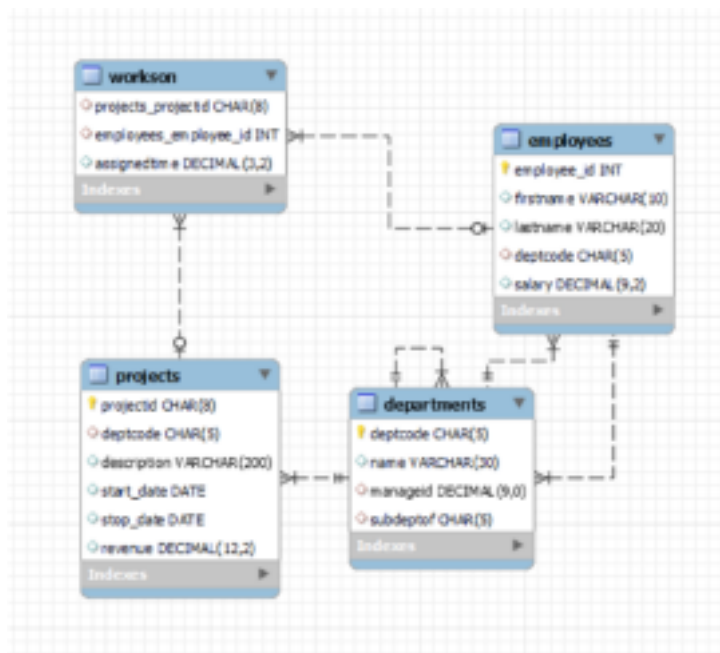 workson
projects_projectid CHAR(8)
employees_employee_id INT
assignedtime DECIMAL(3,2)
Indexes
employees
employee_id INT
firstname VARCHAR(10)
lastname VARCHAR(20)
deptcode CHAR(5)
salary DECIMAL(9,2)
Indexes
projects
projectid CHAR(8)
deptcode CHAR(5)
description VARCHAR(200)
start_date DATE
stop_date DATE
revenue DECIMAL(12,2)
Indexes
departments
deptcode CHAR(5)
name VARCHAR(30)
manageid DECIMAL(9,0)
subdeptof CHAR(5)
Indexes